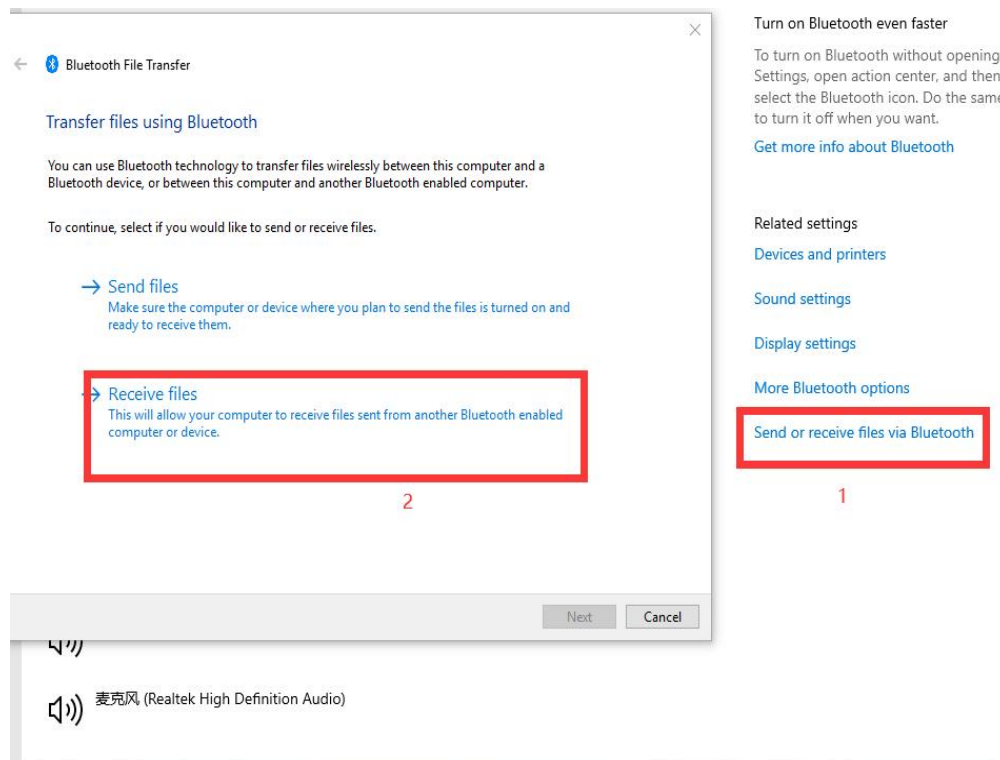 Bluetooth File Transfer
Transfer files using Bluetooth
You can use Bluetooth technology to transfer files wirelessly between this computer and a
Bluetooth device, or between this computer and another Bluetooth enabled computer.
To continue, select if you would like to send or receive files.
Send files
Make sure the computer or device where you plan to send the files is turned on and
ready to receive them.
Receive files
This will allow your computer to receive files sent from another Bluetooth enabled
computer or device.
2
Next
Cancel
麦克风 (Realtek High Definition Audio)
Turn on Bluetooth even faster
To turn on Bluetooth without opening
Settings, open action center, and then
select the Bluetooth icon. Do the same
to turn it off when you want.
Get more info about Bluetooth
Related settings
Devices and printers
Sound settings
Display settings
More Bluetooth options
Send or receive files via Bluetooth
1